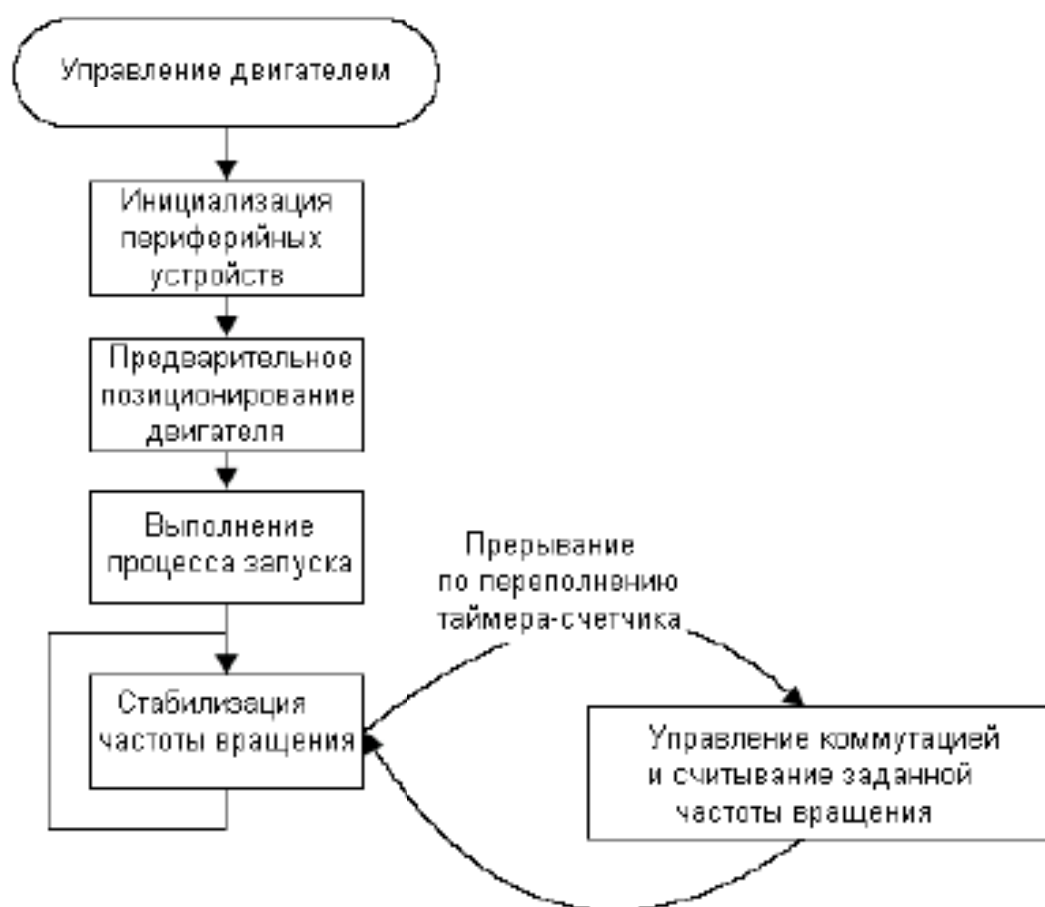 Управление двигателем
Инициализация
периферийных
устройств
Предварительное
позиционирование
двигателя
Выполнение
процесса запуска
Прерывание
по переполнению
таймера-счетчика
Стабилизация
частоты вращения
Управление коммутацией
и считывание заданной
частоты вращения